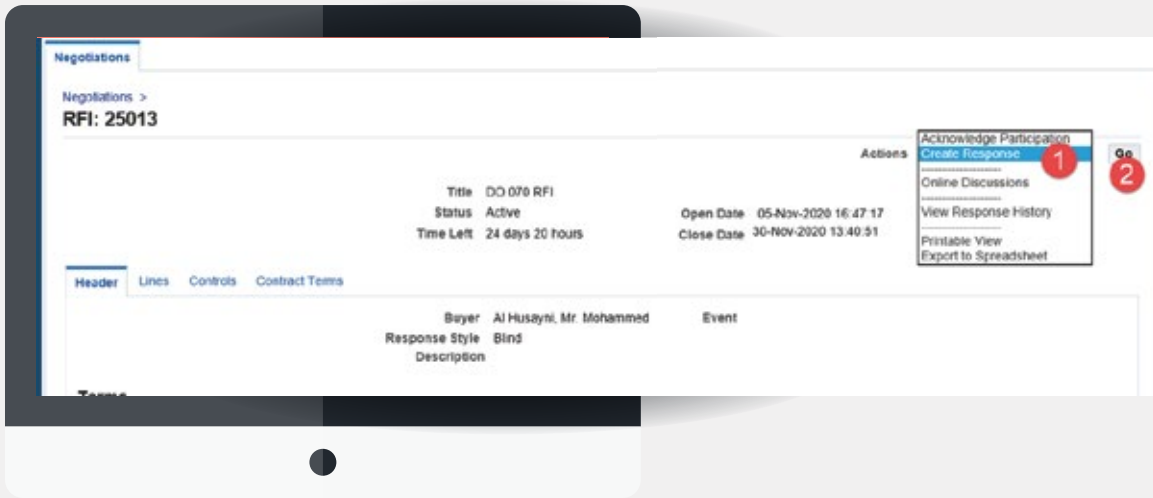 Negotiations
Negotiations >
RFI: 25013
Actions
Acknowledge Participation
Create Response
1
Go
2
--------------------
Online Discussions
--------------------
View Response History
--------------------
Printable View
Export to Spreadsheet
Title DO 070 RFI
Status Active
Open Date 05-Nov-2020 16:47:17
Time Left 24 days 20 hours
Close Date 30-Nov-2020 13:40:51
Header Lines Controls Contract Terms
Buyer Al Husayni, Mr. Mohammed Event
Response Style Blind
Description
Terms